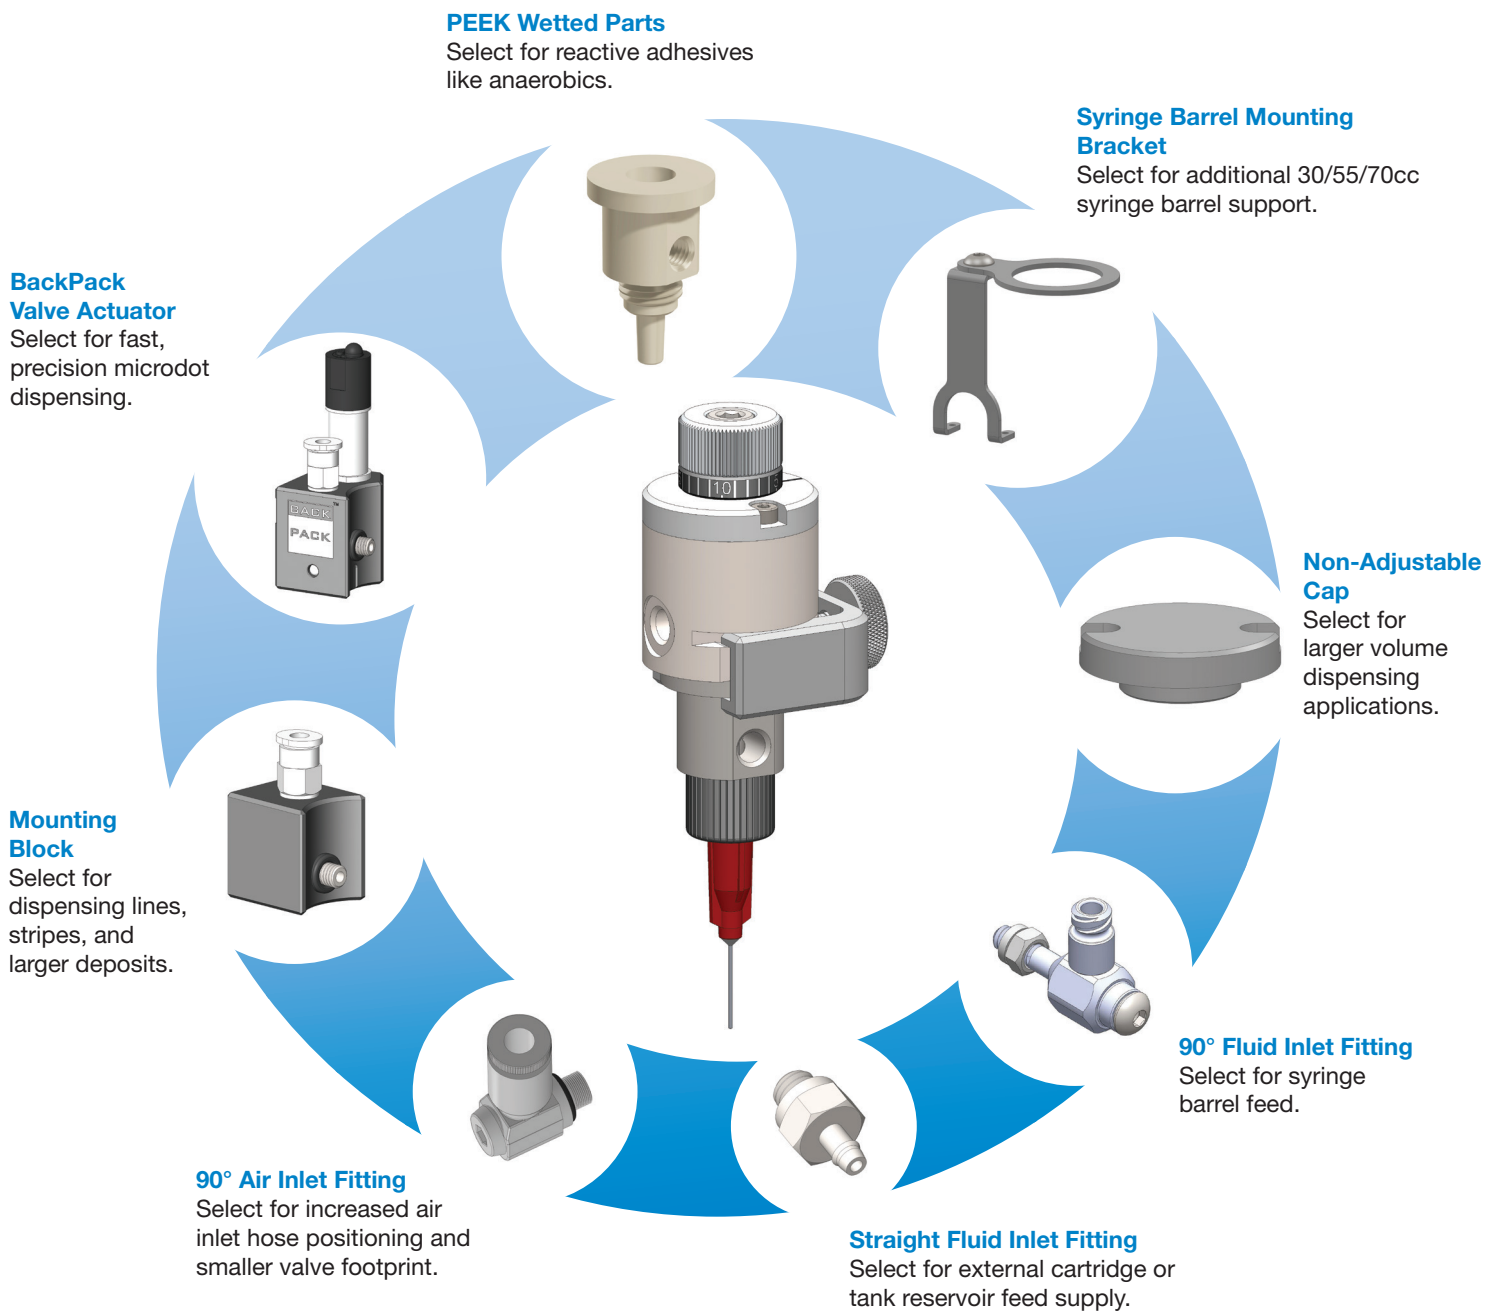 PEEK Wetted Parts
Select for reactive adhesives
like anaerobics.
Syringe Barrel Mounting
Bracket
Select for additional 30/55/70cc
syringe barrel support.
BackPack
Valve Actuator
Select for fast,
precision microdot
dispensing.
BACK™
PACK
10
Non-Adjustable
Cap
Select for
larger volume
dispensing
applications.
Mounting
Block
Select for
dispensing lines,
stripes, and
larger deposits.
90° Fluid Inlet Fitting
Select for syringe
barrel feed.
90° Air Inlet Fitting
Select for increased air
inlet hose positioning and
smaller valve footprint.
Straight Fluid Inlet Fitting
Select for external cartridge or
tank reservoir feed supply.